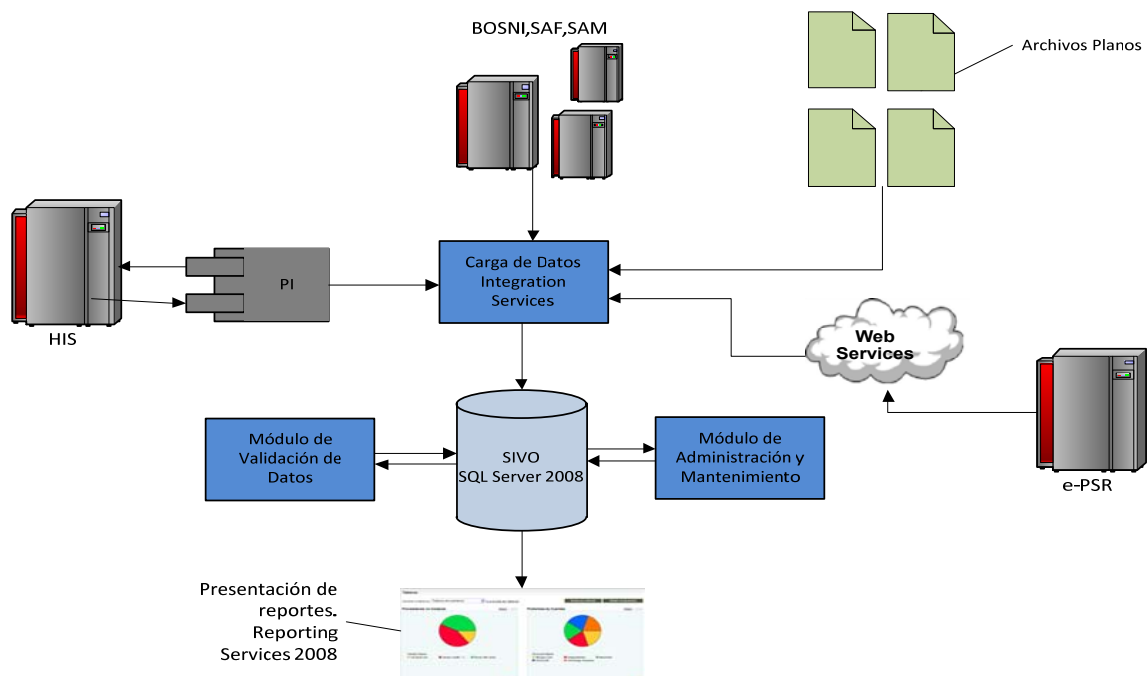 BOSNI,SAF,SAM
Archivos Planos
Carga de Datos
Integration
Services
PI
HIS
Web
Services
Módulo de
Validación de
Datos
SIVO
SQL Server 2008
Módulo de
Administración y
Mantenimiento
e-PSR
Presentación de
reportes.
Reporting
Services 2008